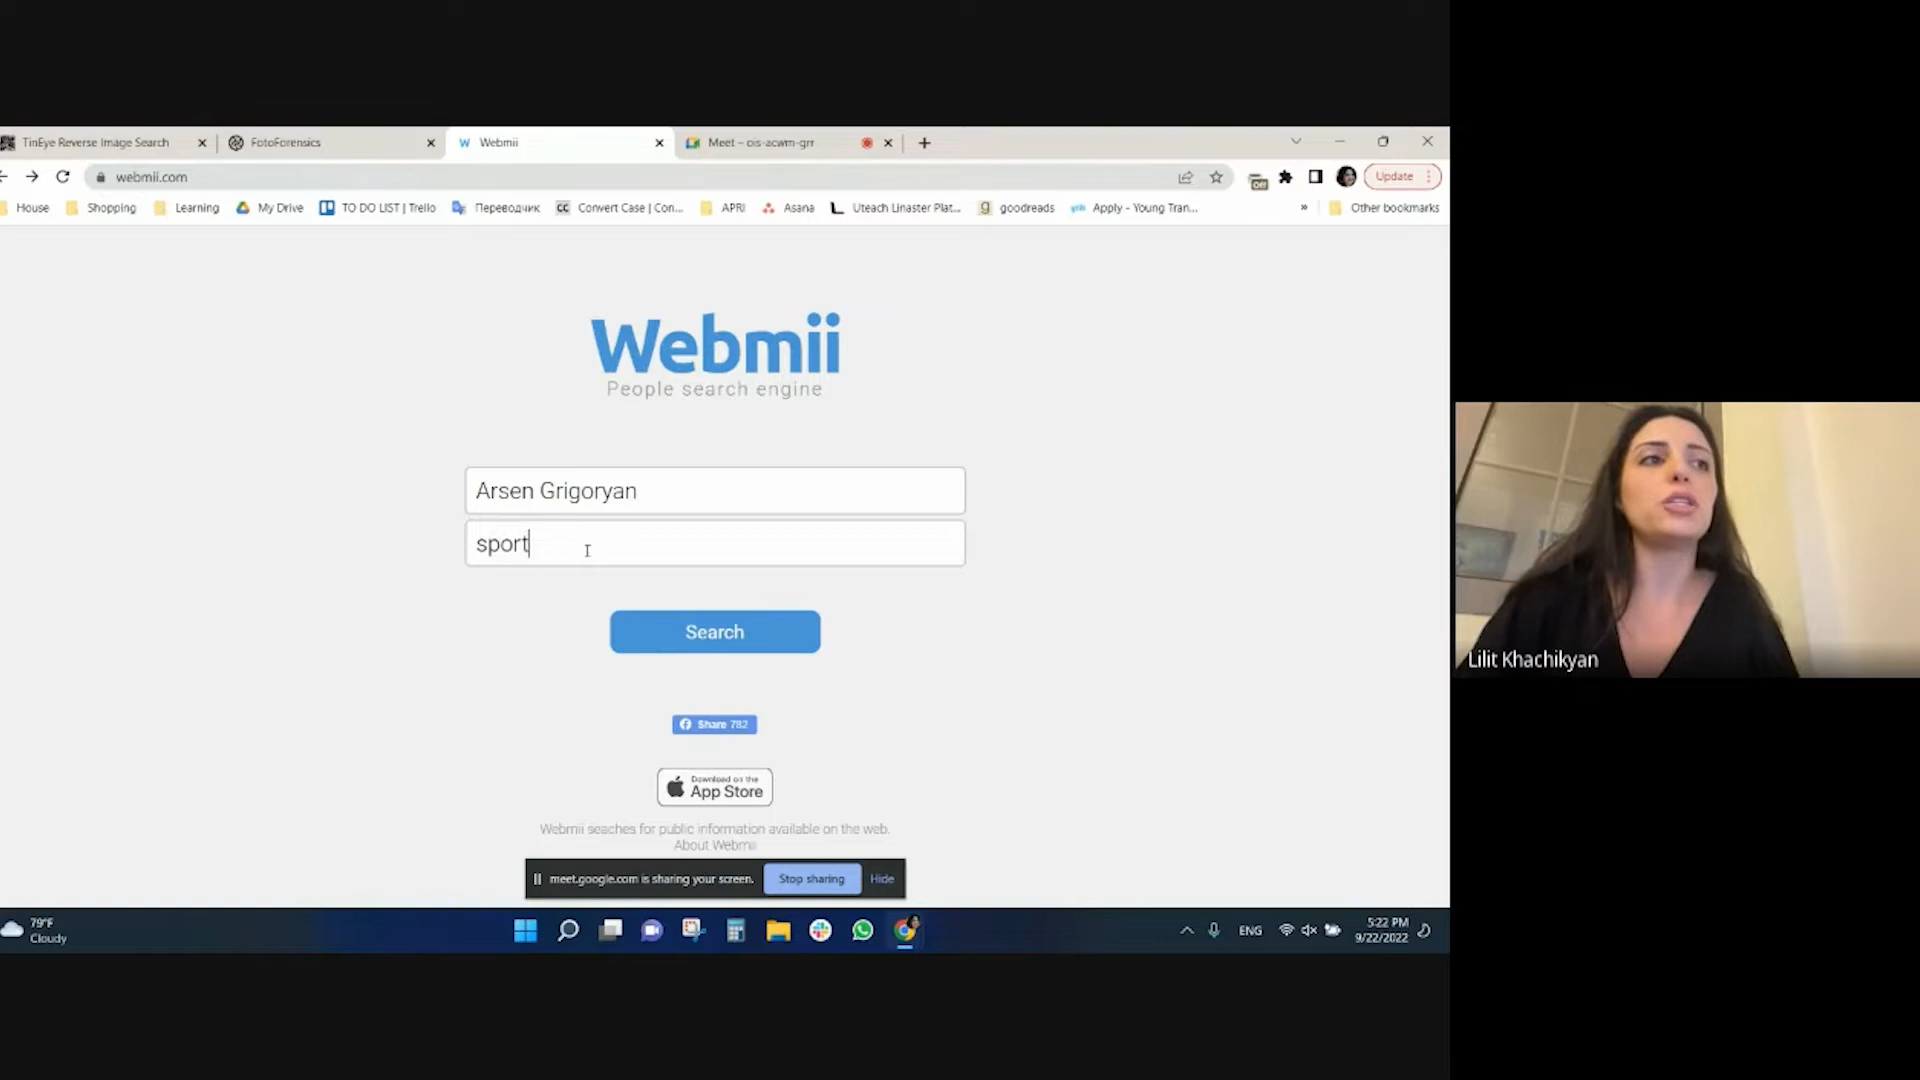 TinEye Reverse Image Search
FotoForensics
Webmii
Meet – ois-acwm-grr
webmii.com
Update
House
Shopping
Learning
My Drive
TO DO LIST | Trello
Переводчик
CC Convert Case | Con...
APRI
Asana
Uteach Linaster Plat...
goodreads
Apply - Young Tran...
»
Other bookmarks
Webmii
People search engine
Arsen Grigoryan
sport
Search
Share 782
Download on the
App Store
Webmii searches for public information available on the web.
About Webmii
meet.google.com is sharing your screen.
Stop sharing
Hide
Lilit Khachikyan
79°F
Cloudy
ENG
5:22 PM
9/22/2022